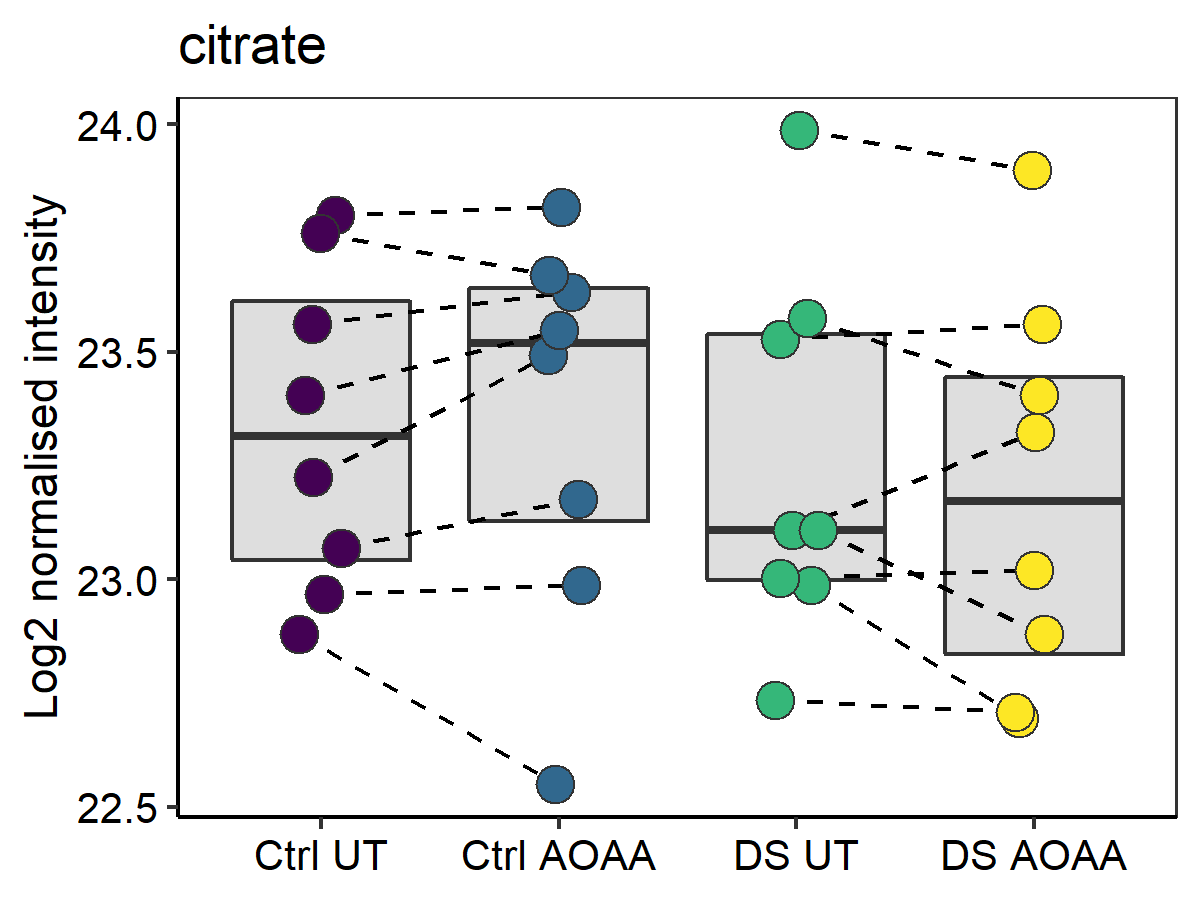 citrate
Log2 normalised intensity
24.0
23.5
23.0
22.5
Ctrl UT
Ctrl AOAA
DS UT
DS AOAA